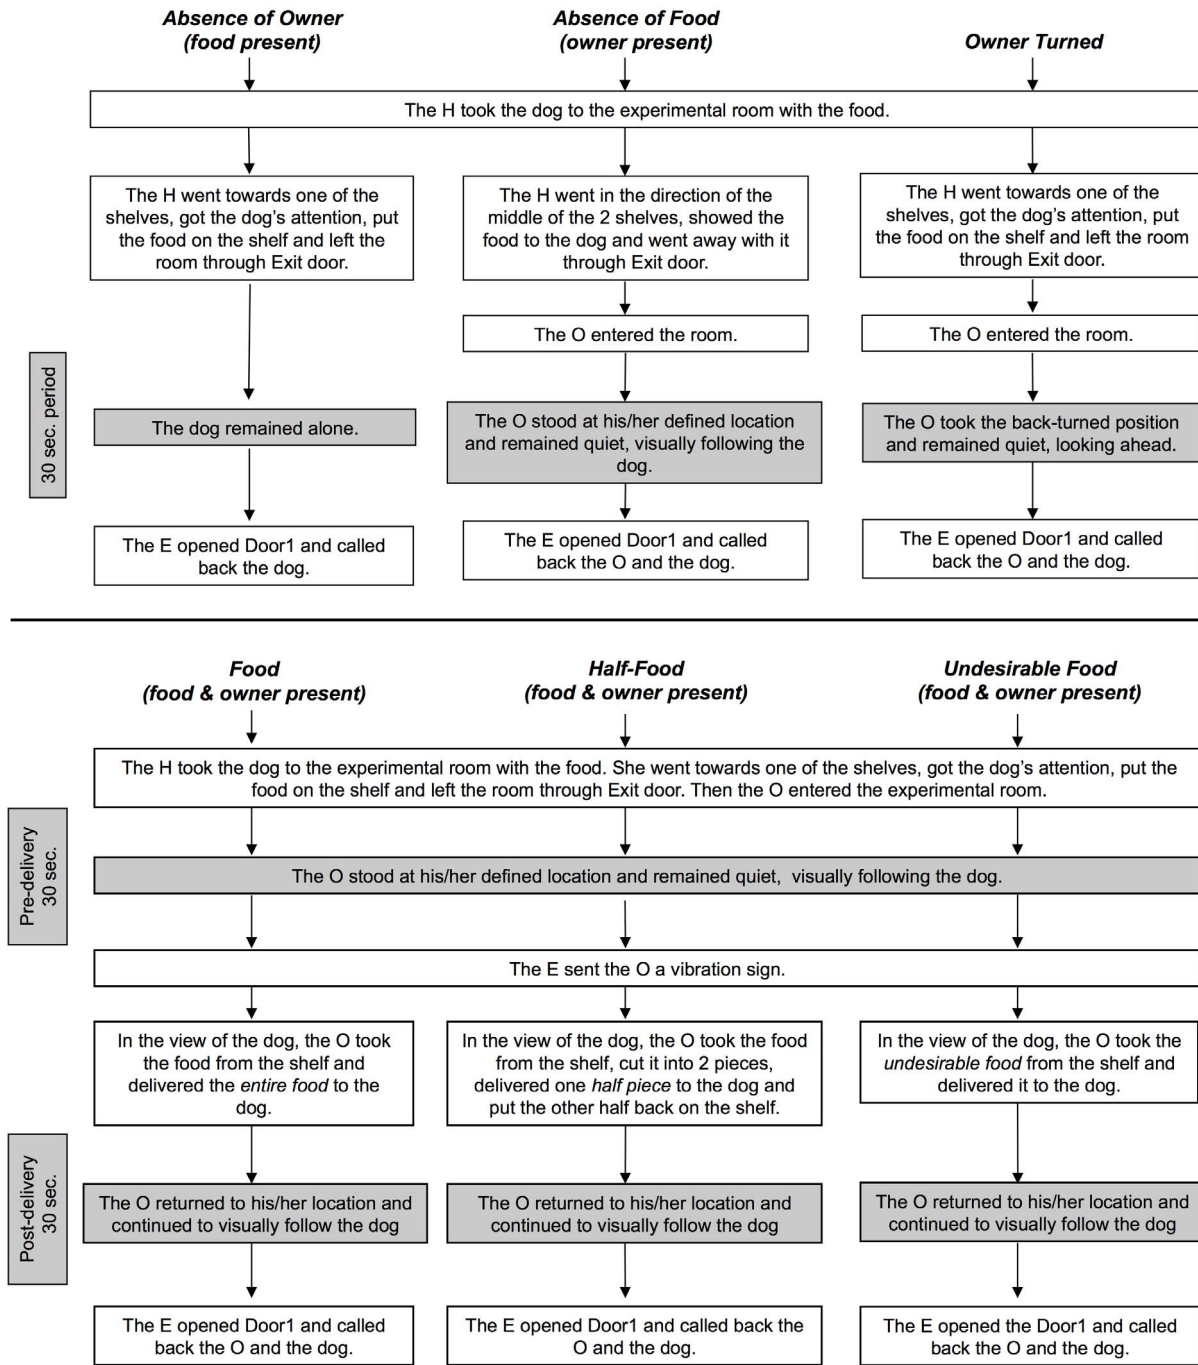 Absence of Owner
(food present)
Absence of Food
(owner present)
Owner Turned
The H took the dog to the experimental room with the food.
The H went towards one of the
shelves, got the dog's attention, put
the food on the shelf and left the
room through Exit door.
The H went in the direction of the
middle of the 2 shelves, showed the
food to the dog and went away with it
through Exit door.
The H went towards one of the
shelves, got the dog's attention, put
the food on the shelf and left the room
through Exit door.
The O entered the room.
The O entered the room.
30 sec. period
The dog remained alone.
The O stood at his/her defined location
and remained quiet, visually following the
dog.
The O took the back-turned position
and remained quiet, looking ahead.
The E opened Door1 and called
back the dog.
The E opened Door1 and called
back the O and the dog.
The E opened Door1 and called
back the O and the dog.
Food
(food & owner present)
Half-Food
(food & owner present)
Undesirable Food
(food & owner present)
The H took the dog to the experimental room with the food. She went towards one of the shelves, got the dog's attention, put the
food on the shelf and left the room through Exit door. Then the O entered the experimental room.
Pre-delivery
30 sec.
The O stood at his/her defined location and remained quiet, visually following the dog.
The E sent the O a vibration sign.
In the view of the dog, the O took
the food from the shelf and
delivered the entire food to the
dog.
In the view of the dog, the O took the food
from the shelf, cut it into 2 pieces,
delivered one half piece to the dog and
put the other half back on the shelf.
In the view of the dog, the O took the
undesirable food from the shelf and
delivered it to the dog.
Post-delivery
30 sec.
The O returned to his/her location and
continued to visually follow the dog
The O returned to his/her location and
continued to visually follow the dog
The O returned to his/her location and
continued to visually follow the dog
The E opened Door1 and called
back the O and the dog.
The E opened Door1 and called back the
O and the dog.
The E opened the Door1 and called
back the O and the dog.